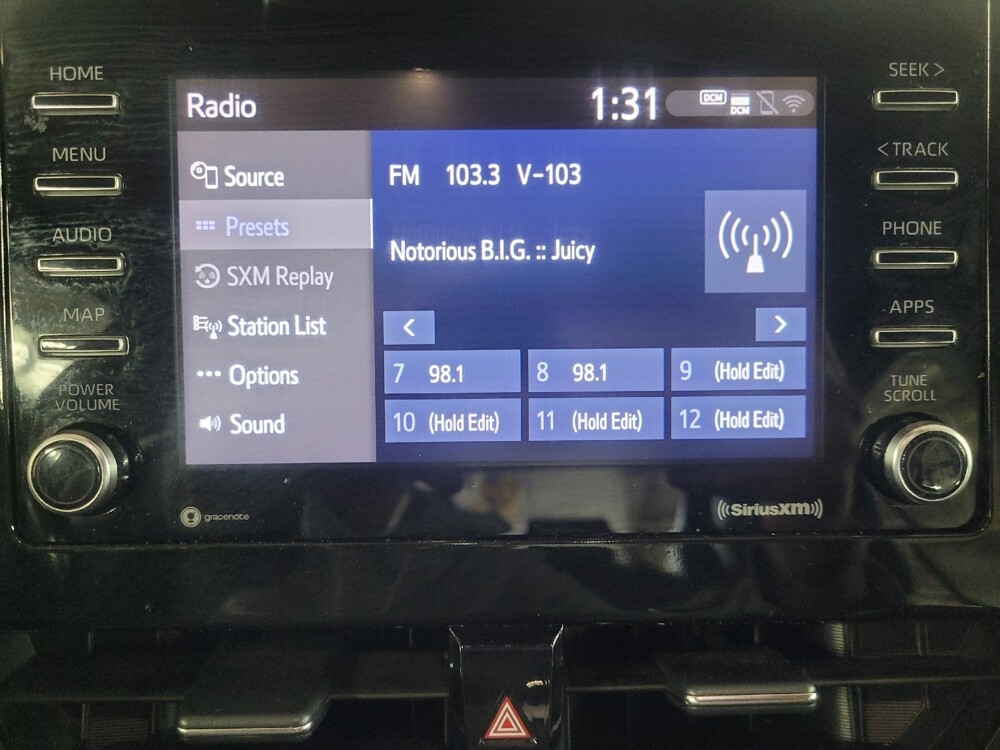 HOME
MENU
AUDIO
MAP
POWER
VOLUME
Radio
1:31
DCM
DCM
Source
Presets
SXM Replay
Station List
Options
Sound
FM 103.3 V-103
Notorious B.I.G. :: Juicy
<
>
7 98.1
8 98.1
9 (Hold Edit)
10 (Hold Edit)
11 (Hold Edit)
12 (Hold Edit)
gracenote
((SiriusXM))
SEEK >
< TRACK
PHONE
APPS
TUNE
SCROLL